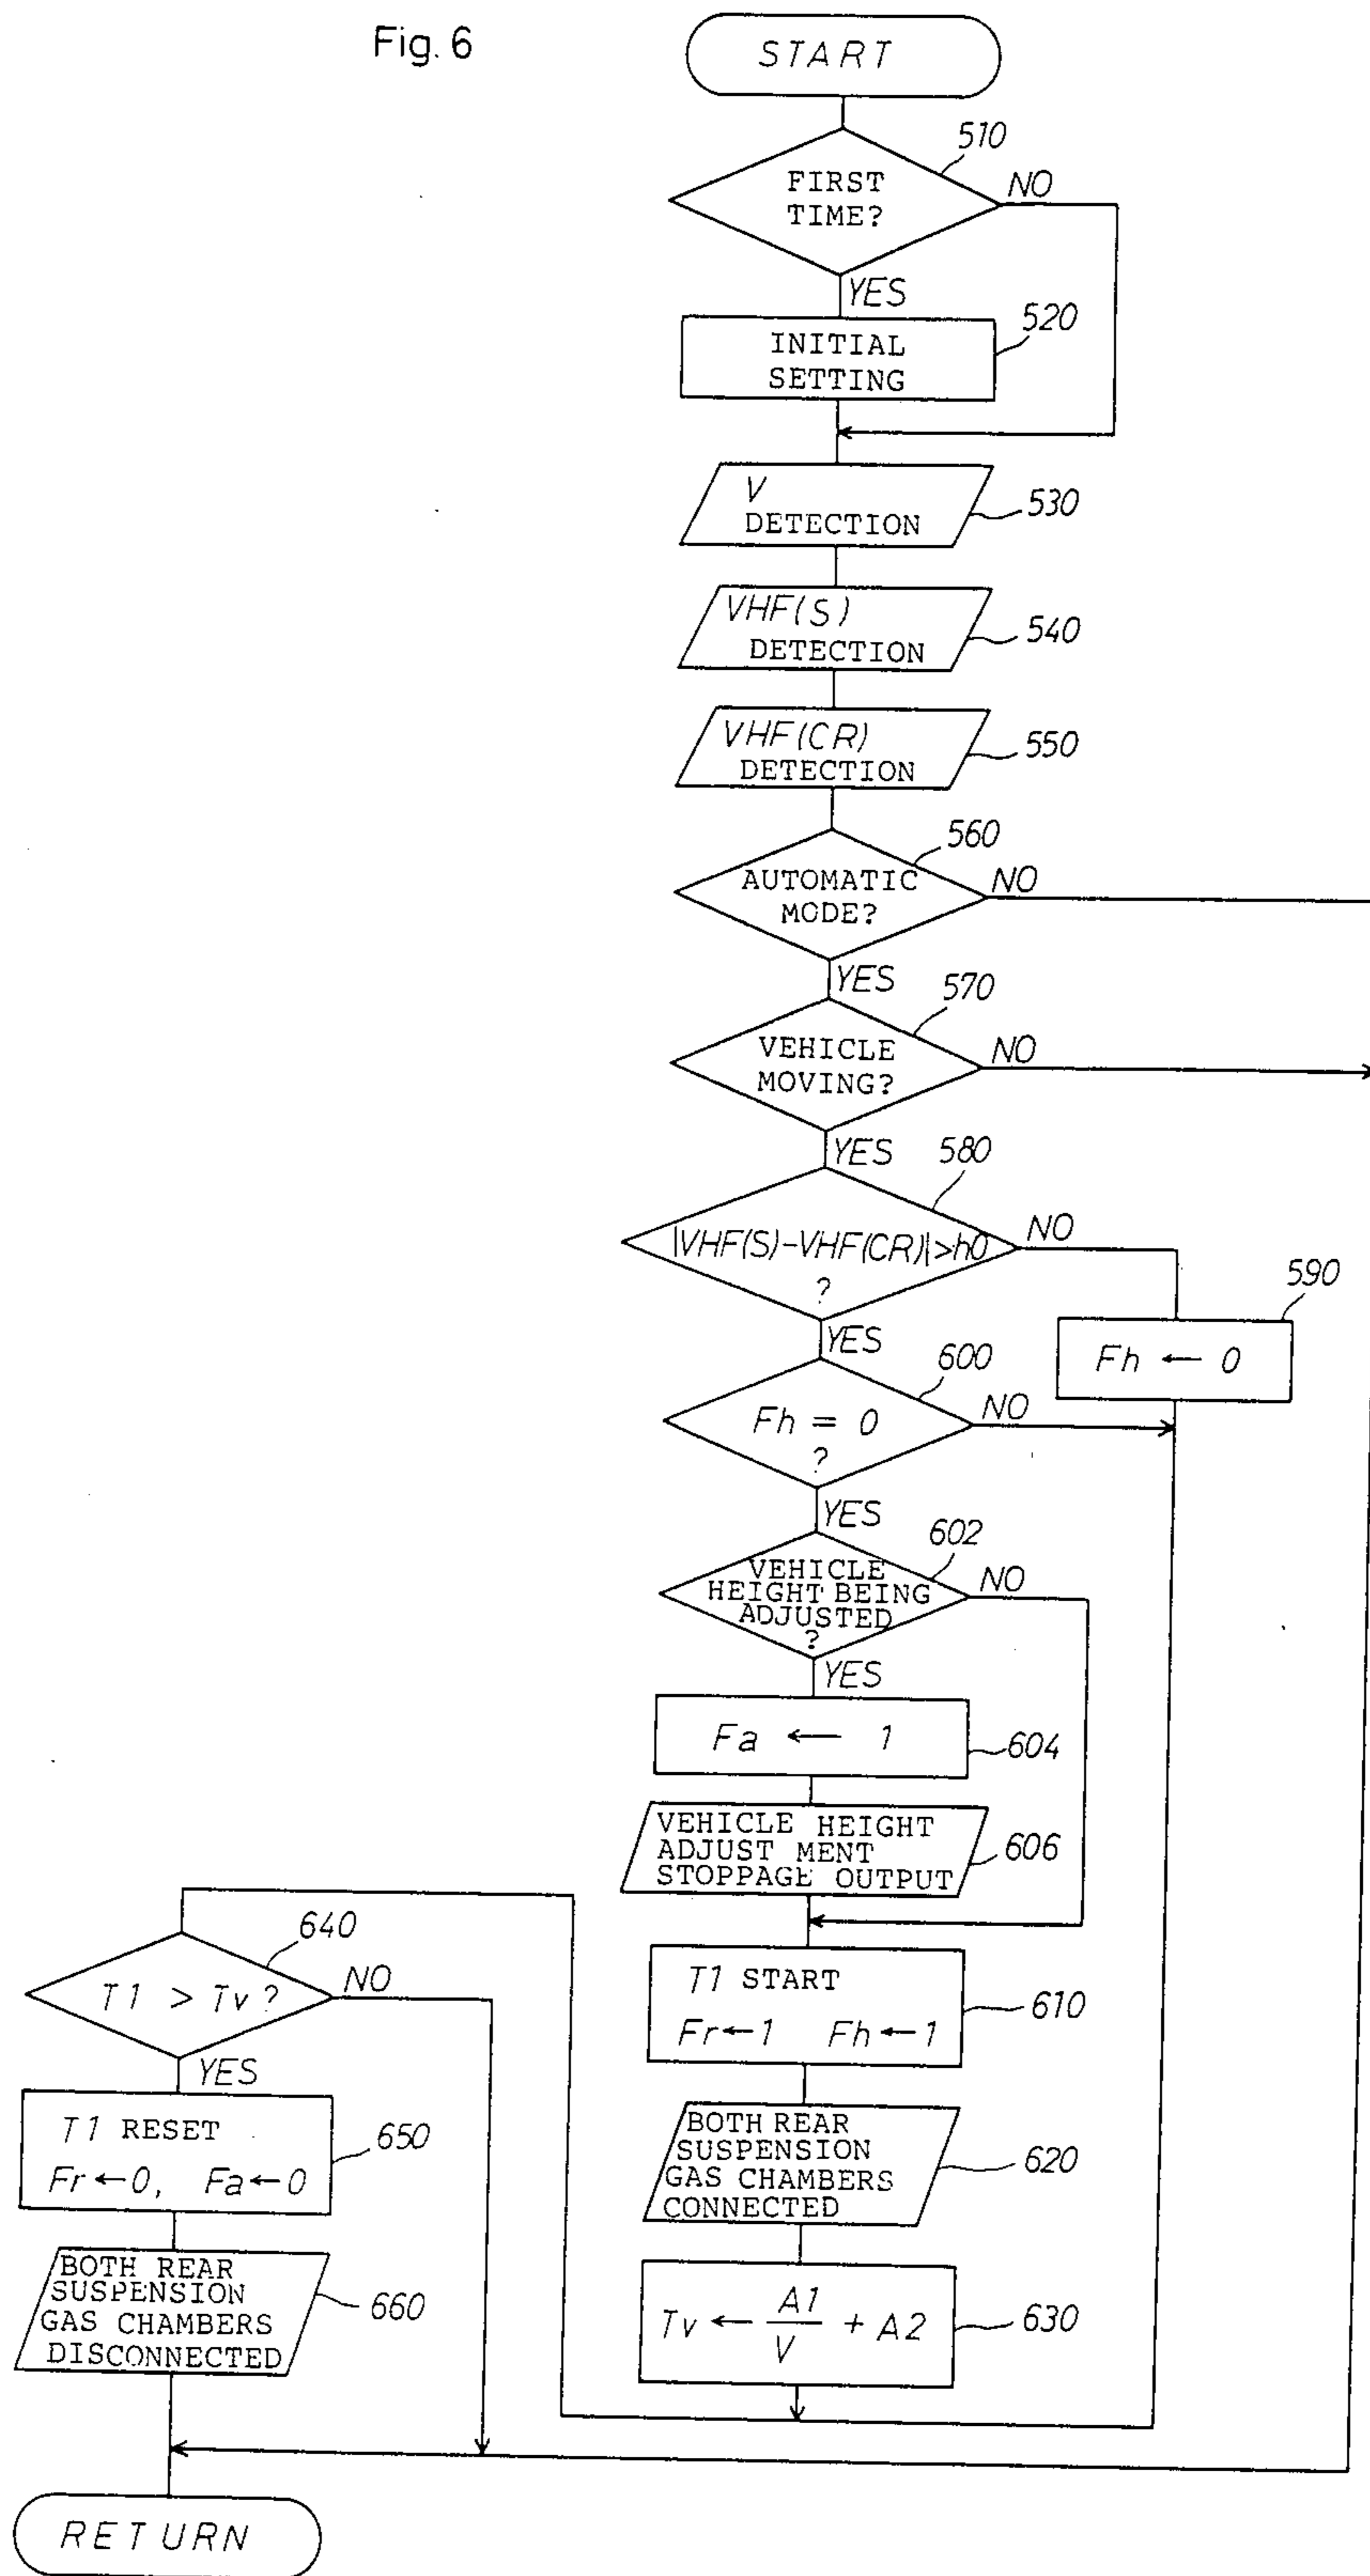 Fig. 6
START
510
FIRST
TIME?
NO
YES
520
INITIAL
SETTING
V
DETECTION
530
VHF(S)
DETECTION
540
VHF(CR)
DETECTION
550
560
AUTOMATIC
MODE?
NO
YES
570
VEHICLE
MOVING?
NO
YES
580
|VHF(S)-VHF(CR)|>h0
?
NO
YES
590
Fh ← 0
600
Fh = 0
?
NO
YES
602
VEHICLE
HEIGHT BEING
ADJUSTED
?
NO
YES
Fa ← 1
604
VEHICLE HEIGHT
ADJUST MENT
STOPPAGE OUTPUT
606
T1 START
Fr←1 Fh←1
610
BOTH REAR
SUSPENSION
GAS CHAMBERS
CONNECTED
620
Tv ← A1/V + A2
630
640
T1 > Tv ?
NO
YES
T1 RESET
Fr←0, Fa←0
650
BOTH REAR
SUSPENSION
GAS CHAMBERS
DISCONNECTED
660
RETURN